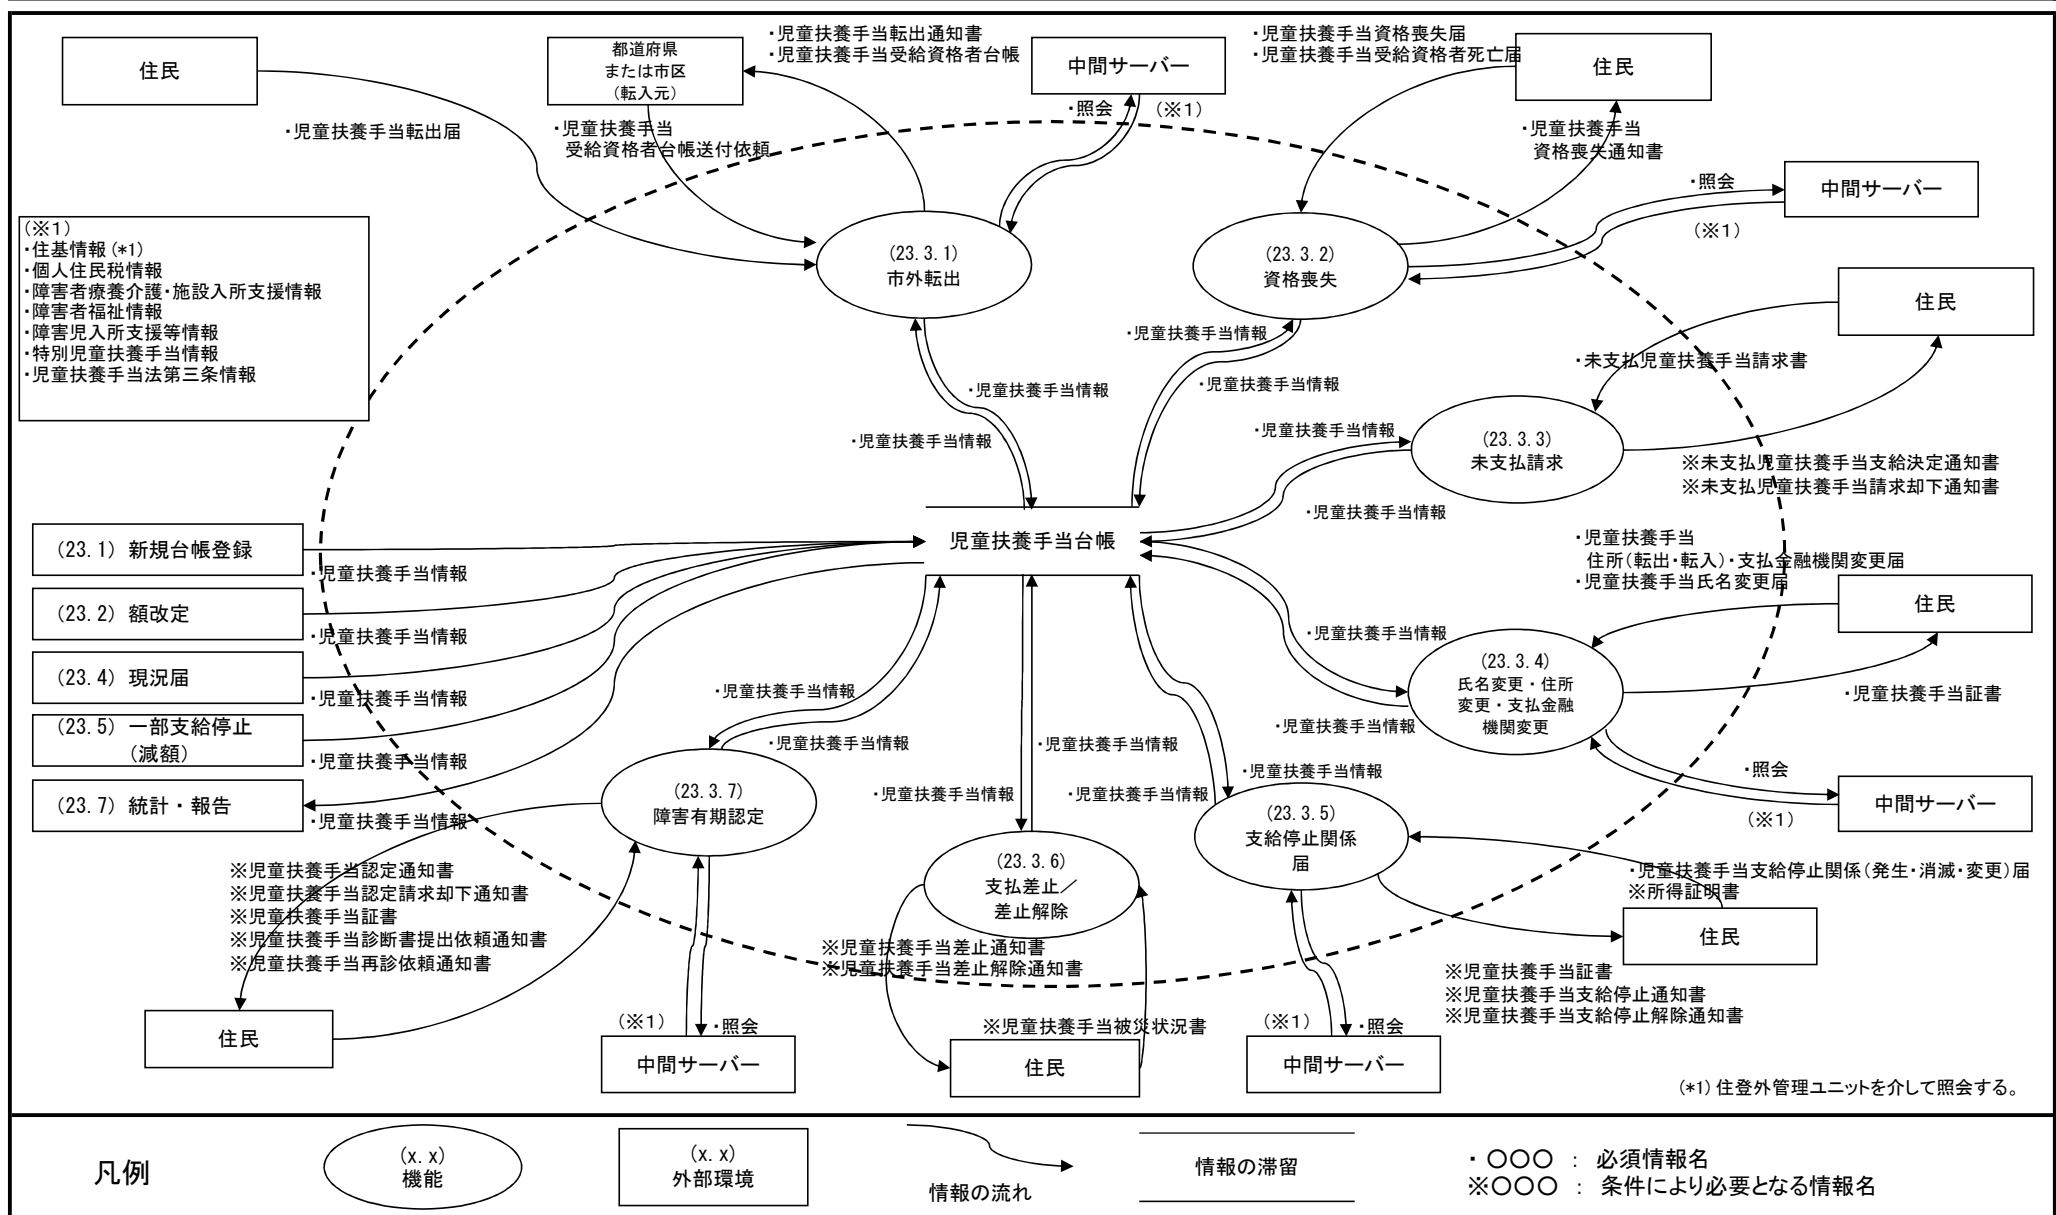 住民
・児童扶養手当転出届
都道府県
または市区
（転入元）
・児童扶養手当転出通知書
・児童扶養手当受給資格者台帳
・児童扶養手当
受給資格者台帳送付依頼
中間サーバー
・照会
（※１）
・児童扶養手当資格喪失届
・児童扶養手当受給資格者死亡届
住民
・児童扶養手当
資格喪失通知書
・照会
中間サーバー
（※１）
（※１）
・住基情報（*1）
・個人住民税情報
・障害者療養介護・施設入所支援情報
・障害者福祉情報
・障害児入所支援等情報
・特別児童扶養手当情報
・児童扶養手当法第三条情報
(23.3.1)
市外転出
(23.3.2)
資格喪失
住民
・未支払児童扶養手当請求書
・児童扶養手当情報
・児童扶養手当情報
・児童扶養手当情報
・児童扶養手当情報
・児童扶養手当情報
(23.3.3)
未支払請求
※未支払児童扶養手当支給決定通知書
※未支払児童扶養手当請求却下通知書
・児童扶養手当情報
児童扶養手当台帳
(23.1) 新規台帳登録
・児童扶養手当情報
(23.2) 額改定
・児童扶養手当情報
(23.4) 現況届
・児童扶養手当情報
(23.5) 一部支給停止
（減額）
・児童扶養手当情報
(23.7) 統計・報告
・児童扶養手当情報
・児童扶養手当
住所（転出・転入）・支払金融機関変更届
・児童扶養手当氏名変更届
住民
・児童扶養手当情報
(23.3.4)
氏名変更・住所
変更・支払金融
機関変更
・児童扶養手当証書
・児童扶養手当情報
・照会
中間サーバー
（※１）
・児童扶養手当情報
・児童扶養手当情報
(23.3.7)
障害有期認定
・児童扶養手当情報
・児童扶養手当情報
(23.3.6)
支払差止／
差止解除
・児童扶養手当情報
・児童扶養手当情報
(23.3.5)
支給停止関係
届
・児童扶養手当支給停止関係（発生・消滅・変更）届
※所得証明書
住民
※児童扶養手当認定通知書
※児童扶養手当認定請求却下通知書
※児童扶養手当証書
※児童扶養手当診断書提出依頼通知書
※児童扶養手当再診依頼通知書
住民
（※１）
・照会
中間サーバー
※児童扶養手当差止通知書
※児童扶養手当差止解除通知書
※児童扶養手当被災状況書
住民
（※１）
・照会
中間サーバー
※児童扶養手当証書
※児童扶養手当支給停止通知書
※児童扶養手当支給停止解除通知書
（*1）住登外管理ユニットを介して照会する。
凡例
(x.x)
機能
(x.x)
外部環境
情報の流れ
情報の滞留
・ ○○○ ： 必須情報名
※○○○ ： 条件により必要となる情報名